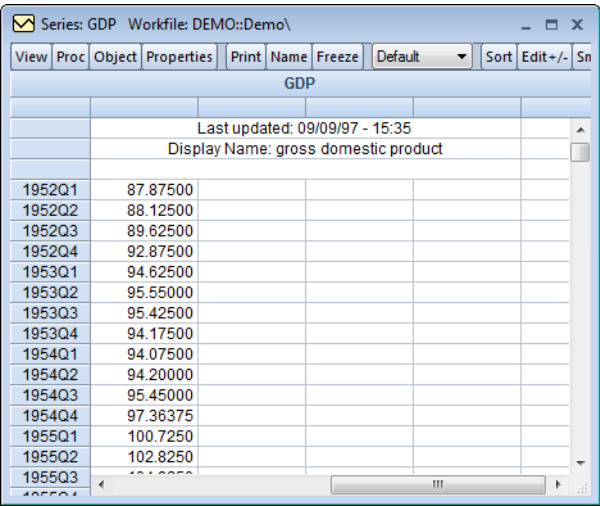 Series: GDP Workfile: DEMO::Demo\
View Proc Object Properties Print Name Freeze Default Sort Edit+/- Sn
GDP
Last updated: 09/09/97 - 15:35
Display Name: gross domestic product
1952Q1 87.87500
1952Q2 88.12500
1952Q3 89.62500
1952Q4 92.87500
1953Q1 94.62500
1953Q2 95.55000
1953Q3 95.42500
1953Q4 94.17500
1954Q1 94.07500
1954Q2 94.20000
1954Q3 95.45000
1954Q4 97.36375
1955Q1 100.7250
1955Q2 102.8250
1955Q3